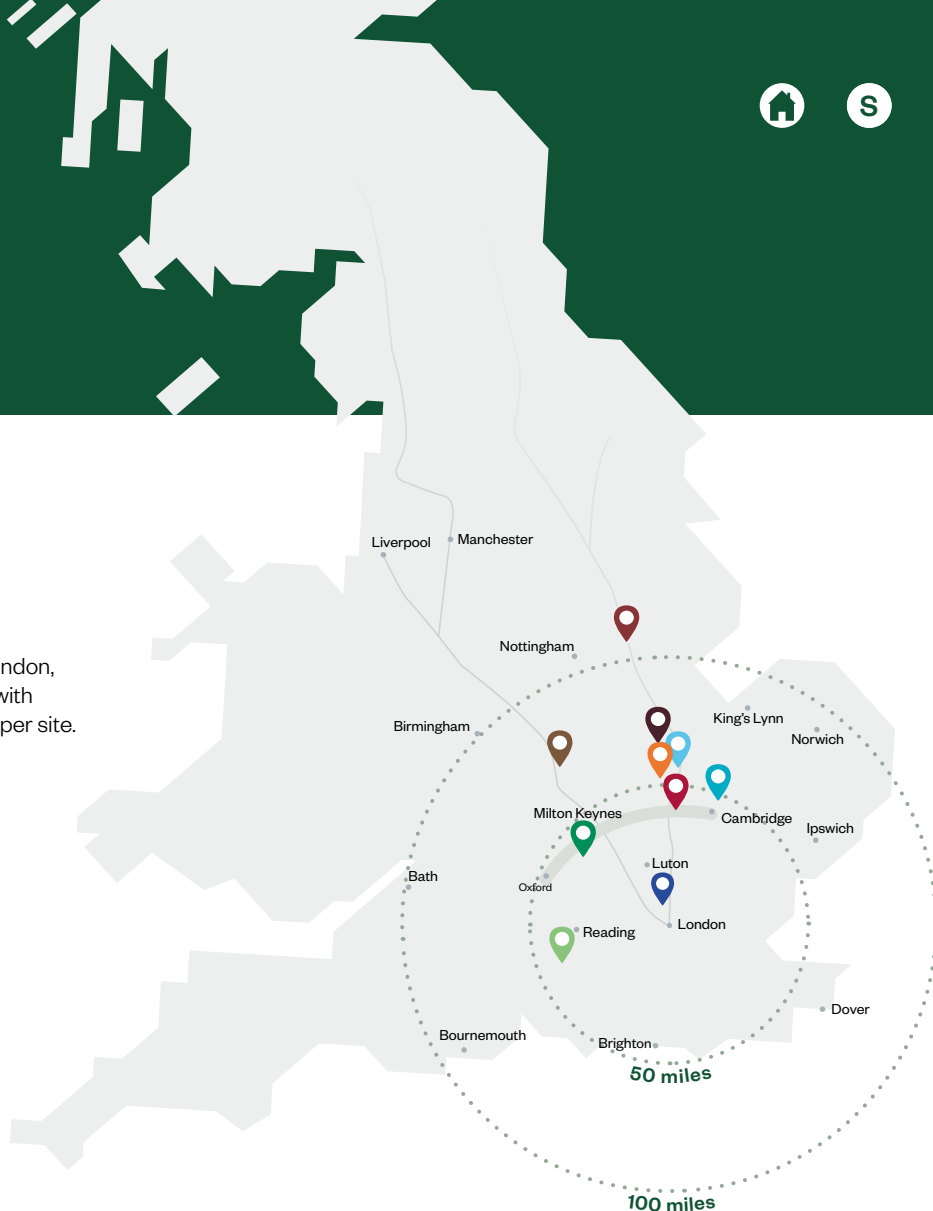 S
Liverpool
Manchester
Nottingham
ndon,
with
per site.
King's Lynn
Birmingham
Norwich
Milton Keynes
Cambridge
Ipswich
Luton
Bath
Oxford
London
Reading
Dover
Bournemouth
Brighton
50 miles
100 miles